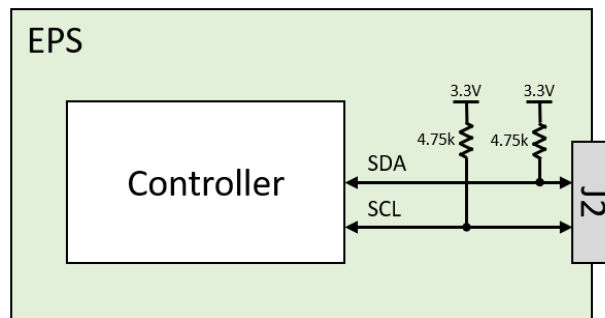 EPS
3.3V 3.3V
4.75k 4.75k
SDA
Controller
SCL
J2